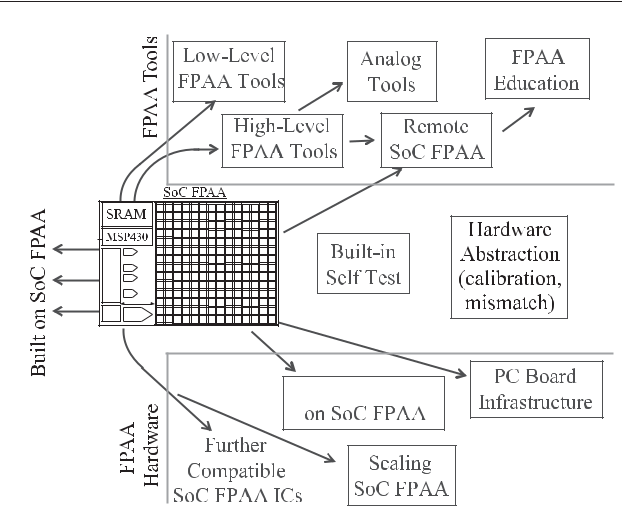 FPAA Tools
Low-Level
FPAA Tools
Analog
Tools
FPAA
Education
High-Level
FPAA Tools
Remote
SoC FPAA
SoC FPAA
SRAM
MSP430
Built on SoC FPAA
Built-in
Self Test
Hardware
Abstraction
(calibration,
mismatch)
FPAA
Hardware
on SoC FPAA
PC Board
Infrastructure
Further
Compatible
SoC FPAA ICs
Scaling
SoC FPAA